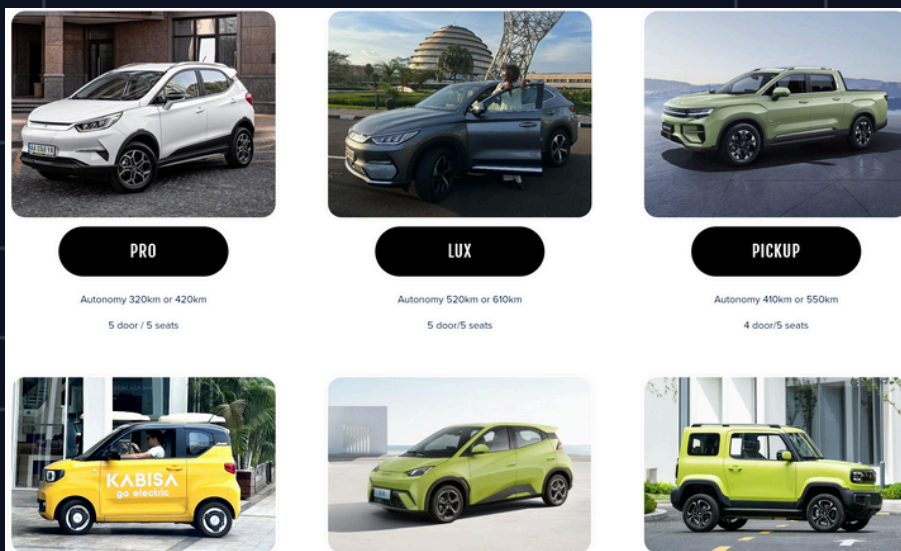 PRO
LUX
PICKUP
Autonomy 320km or 420km
Autonomy 520km or 610km
Autonomy 410km or 550km
5 door / 5 seats
5 door/5 seats
4 door/5 seats
KABISA
go electric